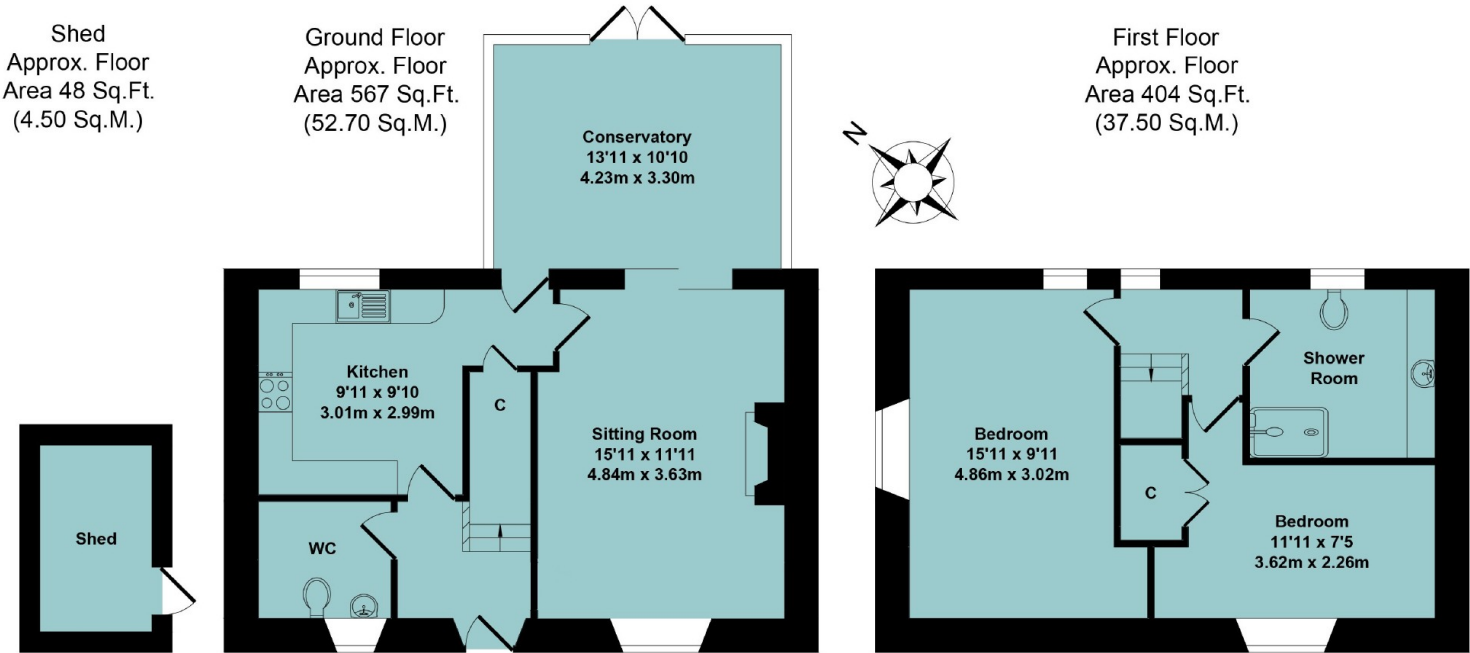 Shed
Approx. Floor
Area 48 Sq.Ft.
(4.50 Sq.M.)
Ground Floor
Approx. Floor
Area 567 Sq.Ft.
(52.70 Sq.M.)
First Floor
Approx. Floor
Area 404 Sq.Ft.
(37.50 Sq.M.)
N
Conservatory
13'11 x 10'10
4.23m x 3.30m
Kitchen
9'11 x 9'10
3.01m x 2.99m
C
Sitting Room
15'11 x 11'11
4.84m x 3.63m
WC
Shed
Bedroom
15'11 x 9'11
4.86m x 3.02m
Shower
Room
C
Bedroom
11'11 x 7'5
3.62m x 2.26m